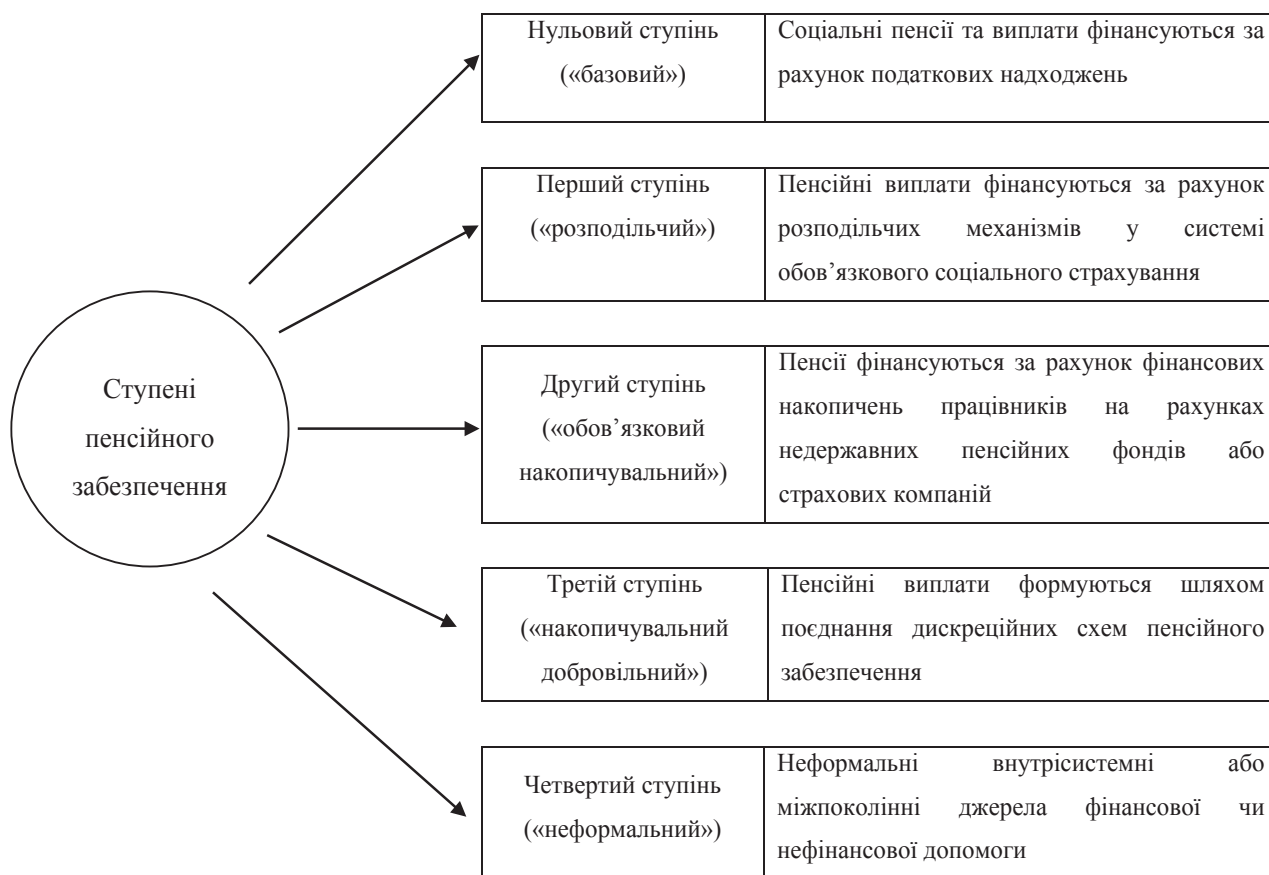 Ступені
пенсійного
забезпечення
Нульовий ступінь
(«базовий»)
Соціальні пенсії та виплати фінансуються за
рахунок податкових надходжень
Перший ступінь
(«розподільчий»)
Пенсійні виплати фінансуються за рахунок
розподільчих механізмів у системі
обов’язкового соціального страхування
Другий ступінь
(«обов’язковий
накопичувальний»)
Пенсії фінансуються за рахунок фінансових
накопичень працівників на рахунках
недержавних пенсійних фондів або
страхових компаній
Третій ступінь
(«накопичувальний
добровільний»)
Пенсійні виплати формуються шляхом
поєднання дискреційних схем пенсійного
забезпечення
Четвертий ступінь
(«неформальний»)
Неформальні внутрісистемні або
міжпоколінні джерела фінансової чи
нефінансової допомоги